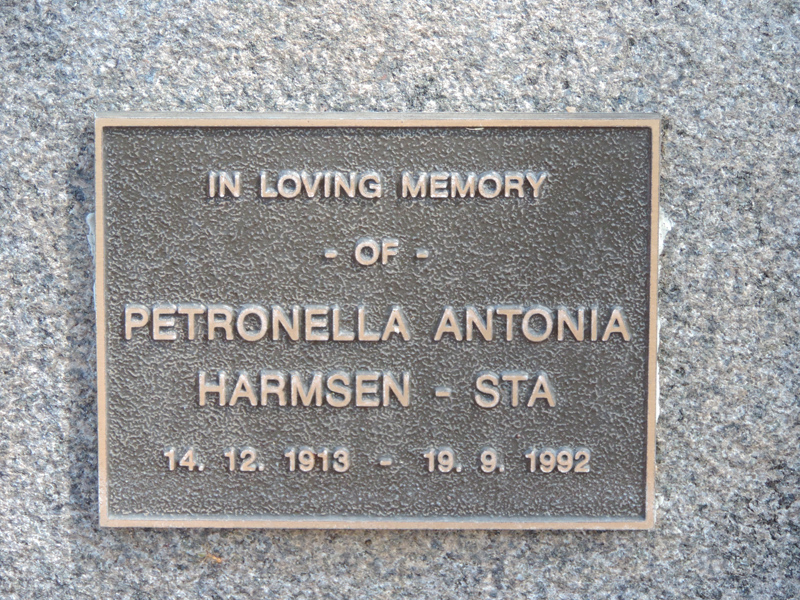 IN LOVING MEMORY
- OF -
PETRONELLA ANTONIA
HARMSEN - STA
14. 12. 1913 - 19. 9. 1992